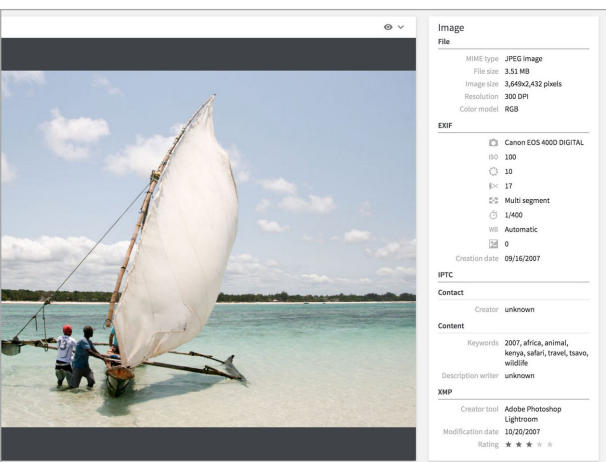 Image
File
MIME type JPEG image
File size 3.51 MB
Image size 3,649x2,432 pixels
Resolution 300 DPI
Color model RGB
EXIF
Canon EOS 400D DIGITAL
ISO 100
10
17
Multi segment
1/400
WB Automatic
0
Creation date 09/16/2007
IPTC
Contact
Creator unknown
Content
Keywords 2007, africa, animal,
kenya, safari, travel, tsavo,
wildlife
Description writer unknown
XMP
Creator tool Adobe Photoshop
Lightroom
Modification date 10/20/2007
Rating